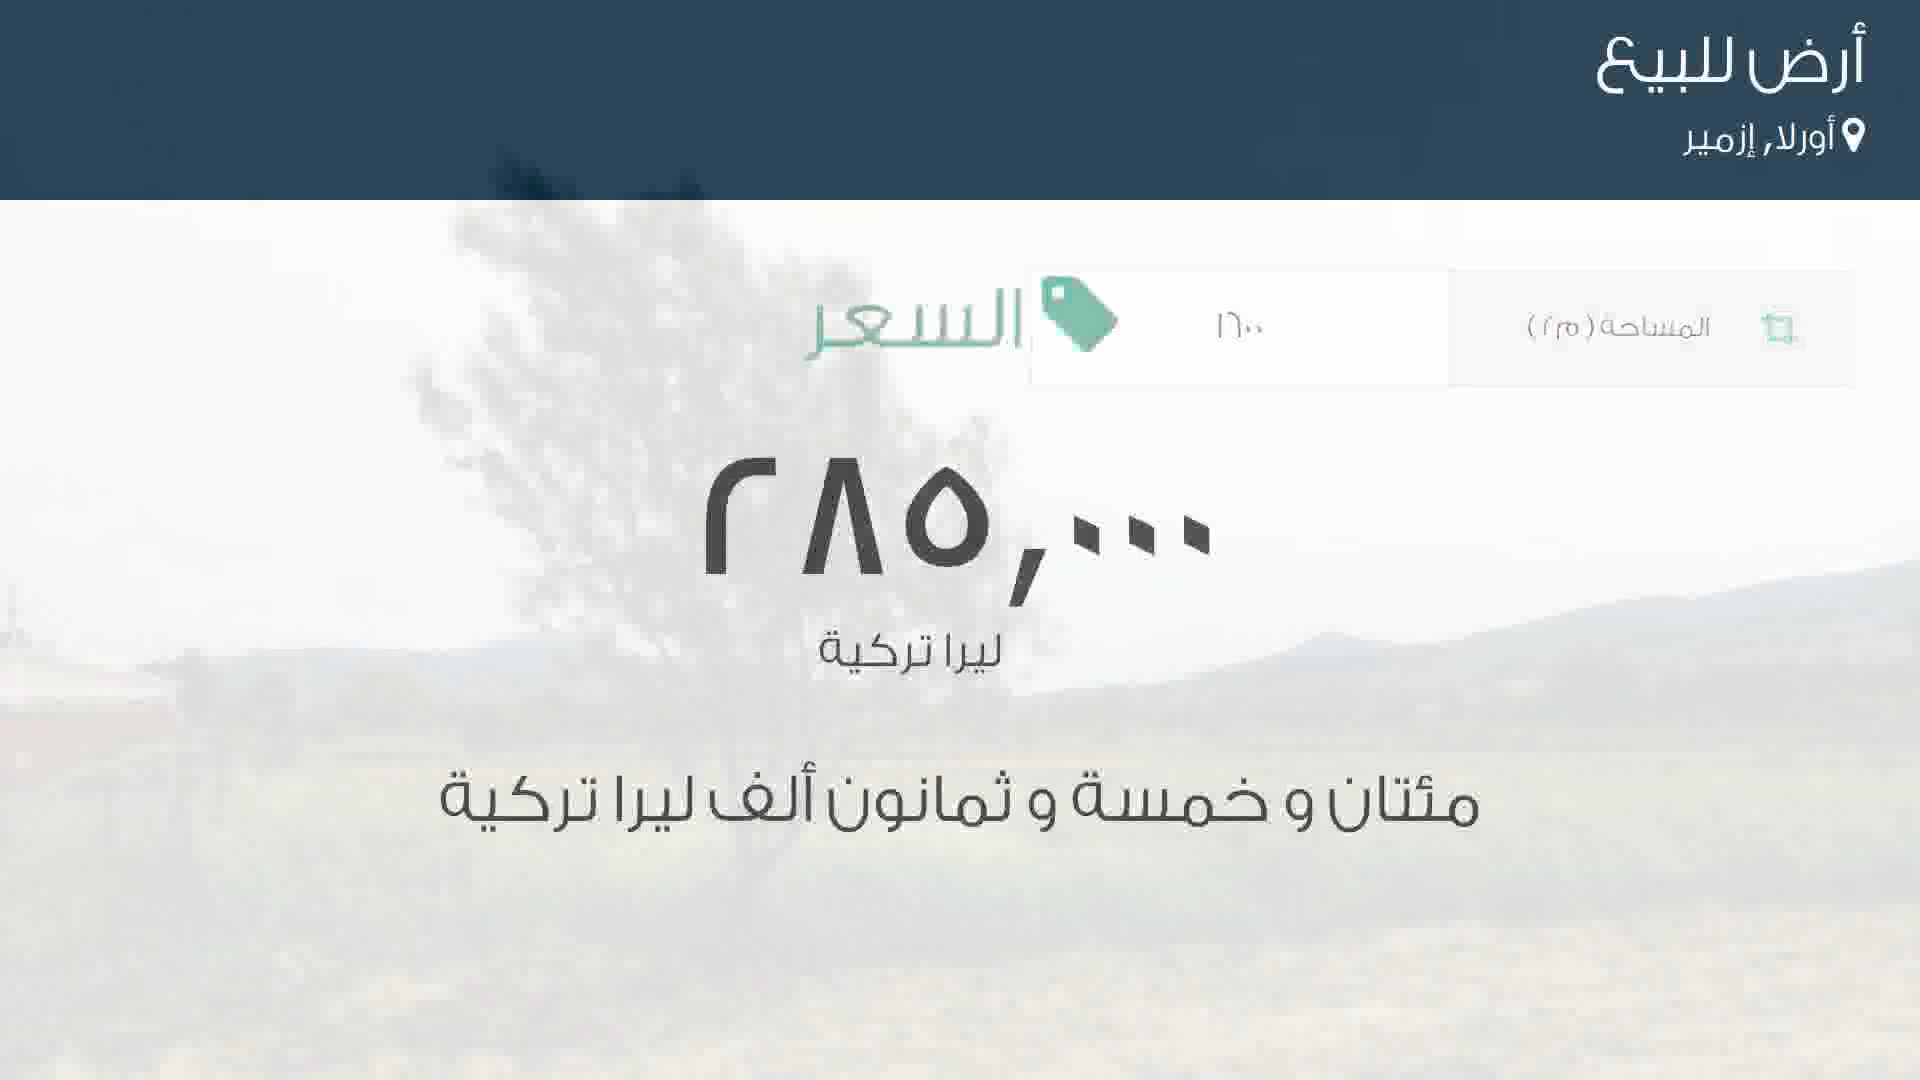 أرض للبيع
أورلا, إزمير
المساحة (م٢) ١٦٠٠
السعر
٢٨٥,٠٠٠
ليرا تركية
مئتان و خمسة و ثمانون ألف ليرا تركية